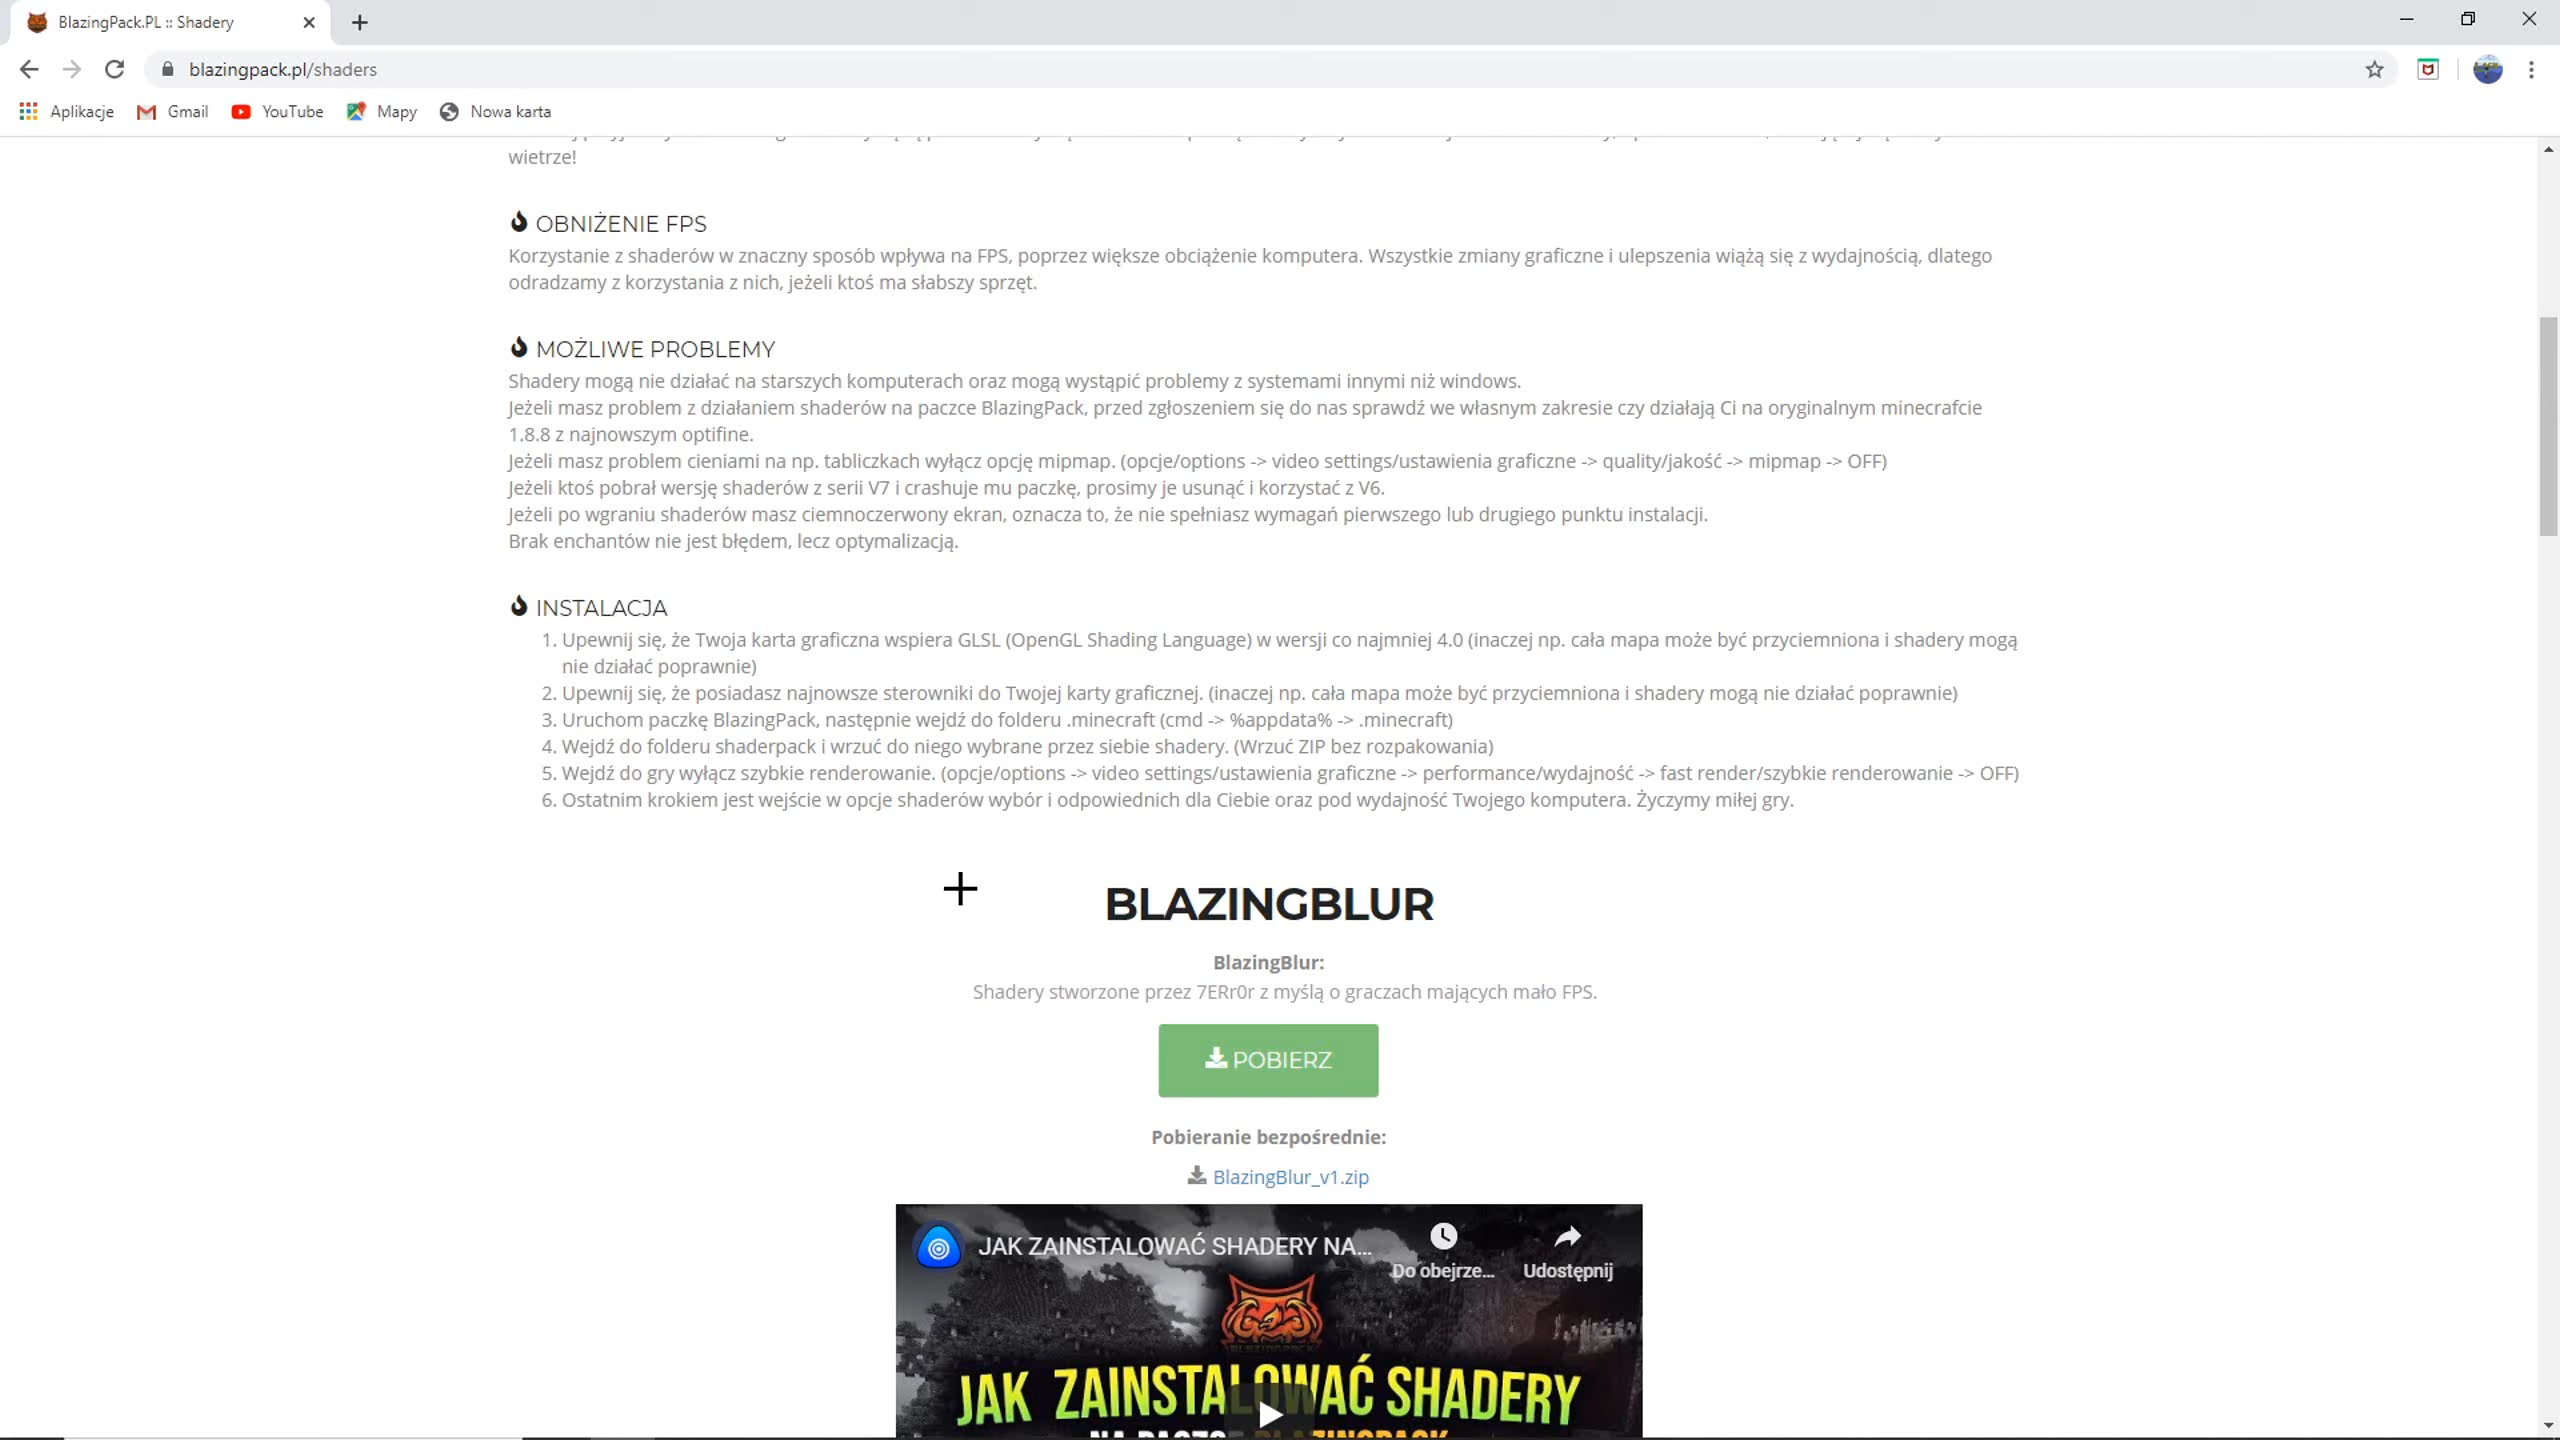 BlazingPack.PL :: Shadery
blazingpack.pl/shaders
Aplikacje Gmail YouTube Mapy Nowa karta
wietrze!
OBNIŻENIE FPS
Korzystanie z shaderów w znaczny sposób wpływa na FPS, poprzez większe obciążenie komputera. Wszystkie zmiany graficzne i ulepszenia wiążą się z wydajnością, dlatego
odradzamy z korzystania z nich, jeżeli ktoś ma słabszy sprzęt.
MOŻLIWE PROBLEMY
Shadery mogą nie działać na starszych komputerach oraz mogą wystąpić problemy z systemami innymi niż windows.
Jeżeli masz problem z działaniem shaderów na paczce BlazingPack, przed zgłoszeniem się do nas sprawdź we własnym zakresie czy działają Ci na oryginalnym minecrafcie
1.8.8 z najnowszym optifine.
Jeżeli masz problem cieniami na np. tabliczkach wyłącz opcję mipmap. (opcje/options -> video settings/ustawienia graficzne -> quality/jakość -> mipmap -> OFF)
Jeżeli ktoś pobrał wersję shaderów z serii V7 i crashuje mu paczkę, prosimy je usunąć i korzystać z V6.
Jeżeli po wgraniu shaderów masz ciemnoczerwony ekran, oznacza to, że nie spełniasz wymagań pierwszego lub drugiego punktu instalacji.
Brak enchantów nie jest błędem, lecz optymalizacją.
INSTALACJA
1. Upewnij się, że Twoja karta graficzna wspiera GLSL (OpenGL Shading Language) w wersji co najmniej 4.0 (inaczej np. cała mapa może być przyciemniona i shadery mogą
nie działać poprawnie)
2. Upewnij się, że posiadasz najnowsze sterowniki do Twojej karty graficznej. (inaczej np. cała mapa może być przyciemniona i shadery mogą nie działać poprawnie)
3. Uruchom paczkę BlazingPack, następnie wejdź do folderu .minecraft (cmd -> %appdata% -> .minecraft)
4. Wejdź do folderu shaderpack i wrzuć do niego wybrane przez siebie shadery. (Wrzuć ZIP bez rozpakowania)
5. Wejdź do gry wyłącz szybkie renderowanie. (opcje/options -> video settings/ustawienia graficzne -> performance/wydajność -> fast render/szybkie renderowanie -> OFF)
6. Ostatnim krokiem jest wejście w opcje shaderów wybór i odpowiednich dla Ciebie oraz pod wydajność Twojego komputera. Życzymy miłej gry.
BLAZINGBLUR
BlazingBlur:
Shadery stworzone przez 7ERr0r z myślą o graczach mających mało FPS.
POBIERZ
Pobieranie bezpośrednie:
BlazingBlur_v1.zip
JAK ZAINSTALOWAĆ SHADERY NA...
Do obejrze... Udostępnij
BLAZINGPACK
JAK ZAINSTALOWAĆ SHADERY
NA PACZCE BLAZINGPACK